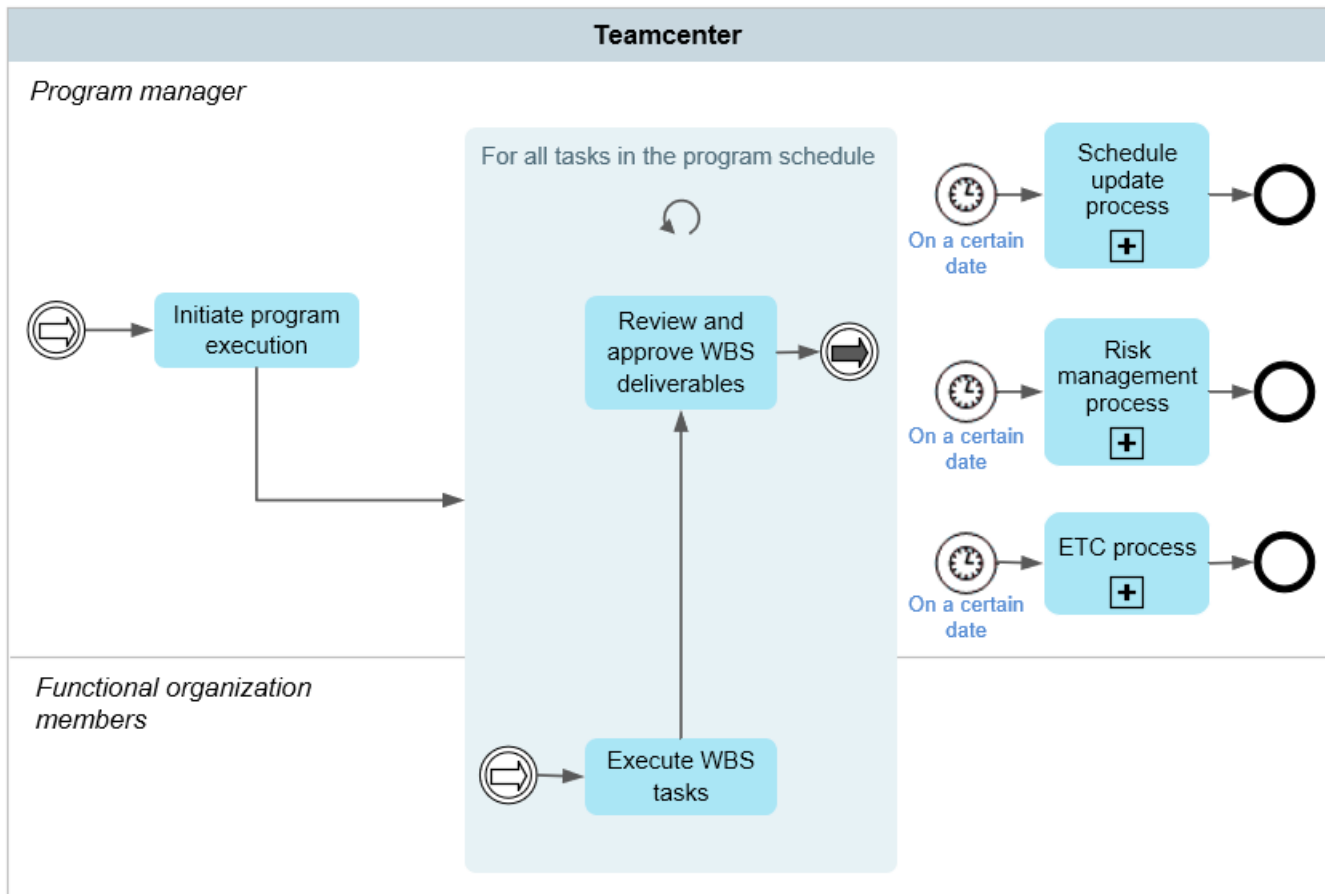 Teamcenter
Program manager
For all tasks in the program schedule
Initiate program
execution
Review and
approve WBS
deliverables
On a certain
date
Schedule
update
process
On a certain
date
Risk
management
process
On a certain
date
ETC process
Functional organization
members
Execute WBS
tasks